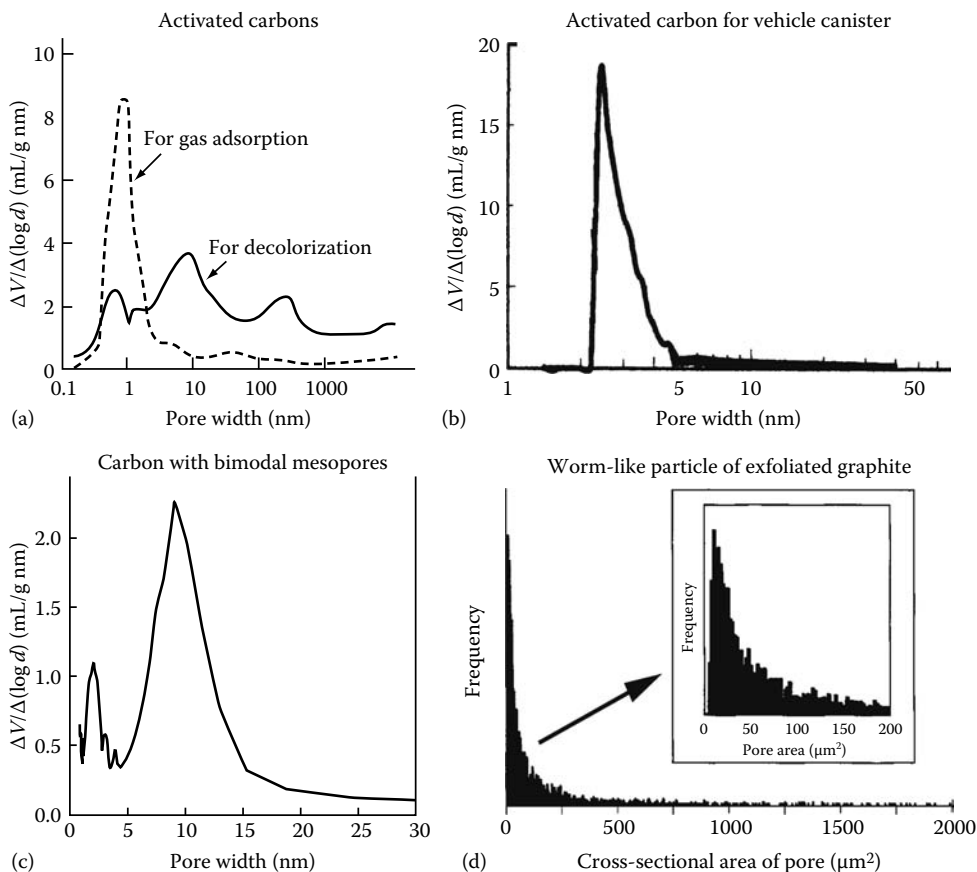 Activated carbons
10
8
6
4
2
0
ΔV/Δ(log d) (mL/g nm)
For gas adsorption
For decolorization
0.1
1
10
100
1000
Pore width (nm)
(a)
Activated carbon for vehicle canister
20
15
10
5
0
ΔV/Δ(log d) (mL/g nm)
1
5
10
50
Pore width (nm)
(b)
Carbon with bimodal mesopores
2.0
1.5
1.0
0.5
0.0
ΔV/Δ(log d) (mL/g nm)
0
5
10
15
20
25
30
Pore width (nm)
(c)
Worm-like particle of exfoliated graphite
Frequency
Frequency
0
50
100
150
200
Pore area (μm²)
0
250
500
750
1000
1250
2000
Cross-sectional area of pore (μm²)
(d)